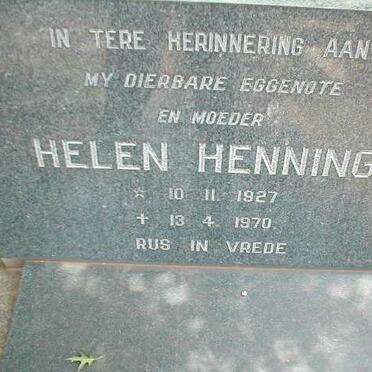 IN TERE HERINNERING AAN
MY DIERBARE EGGENOTE
EN MOEDER
HELEN HENNING
☆ 10. 11. 1927
✝ 13. 4. 1970.
RUS IN VREDE